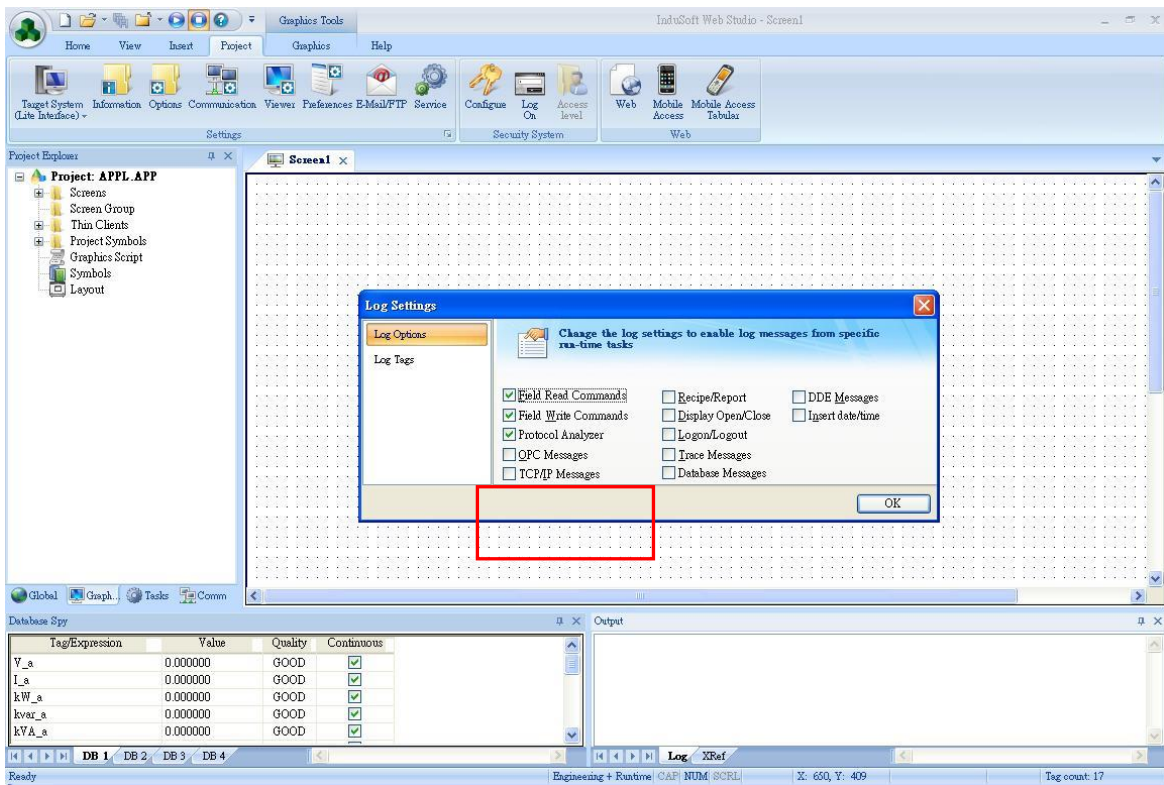 Graphics Tools
InduSoft Web Studio - Screen1
Home View Insert Project Graphics Help
Target System (Lite Interface)
Information
Options
Communication
Viewer
Preferences
E-Mail/FTP
Service
Configure
Log On
Access level
Web
Mobile Access
Mobile Access Tabular
Settings
Security System
Web
Project Explorer
Screen1
Project: APPL.APP
Screens
Screen Group
Thin Clients
Project Symbols
Graphics Script
Symbols
Layout
Log Settings
Log Options
Log Tags
Change the log settings to enable log messages from specific
run-time tasks
Field Read Commands
Field Write Commands
Protocol Analyzer
OPC Messages
TCP/IP Messages
Recipe/Report
Display Open/Close
Logon/Logout
Trace Messages
Database Messages
DDE Messages
Insert date/time
OK
Global Graph... Tasks Comm
Database Spy
Tag/Expression Value Quality Continuous
V_a 0.000000 GOOD
I_a 0.000000 GOOD
kW_a 0.000000 GOOD
kvar_a 0.000000 GOOD
kVA_a 0.000000 GOOD
DB 1 DB 2 DB 3 DB 4
Output
Log XRef
Ready
Engineering + Runtime CAP NUM SCRL X: 650, Y: 409 Tag count: 17